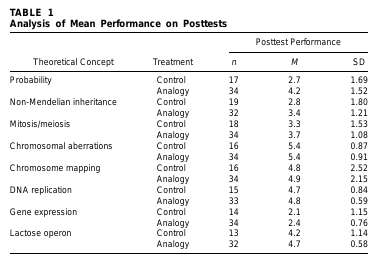 TABLE 1
Analysis of Mean Performance on Posttests
Posttest Performance
Theoretical Concept Treatment n M SD
Probability Control 17 2.7 1.69
Analogy 34 4.2 1.52
Non-Mendelian inheritance Control 19 2.8 1.80
Analogy 32 3.4 1.21
Mitosis/meiosis Control 18 3.3 1.53
Analogy 34 3.7 1.08
Chromosomal aberrations Control 16 5.4 0.87
Analogy 34 5.4 0.91
Chromosome mapping Control 16 4.8 2.52
Analogy 34 4.9 2.15
DNA replication Control 15 4.7 0.84
Analogy 33 4.8 0.59
Gene expression Control 14 2.1 1.15
Analogy 34 2.4 0.76
Lactose operon Control 13 4.2 1.14
Analogy 32 4.7 0.58